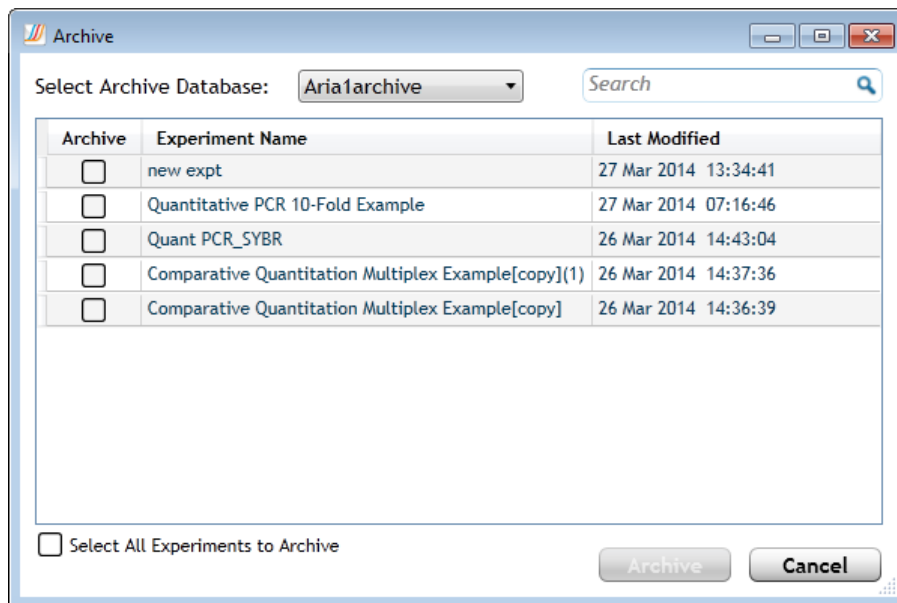 Archive
Select Archive Database: Aria1archive Search
Archive Experiment Name Last Modified
new expt 27 Mar 2014 13:34:41
Quantitative PCR 10-Fold Example 27 Mar 2014 07:16:46
Quant PCR_SYBR 26 Mar 2014 14:43:04
Comparative Quantitation Multiplex Example[copy](1) 26 Mar 2014 14:37:36
Comparative Quantitation Multiplex Example[copy] 26 Mar 2014 14:36:39
Select All Experiments to Archive
Archive Cancel